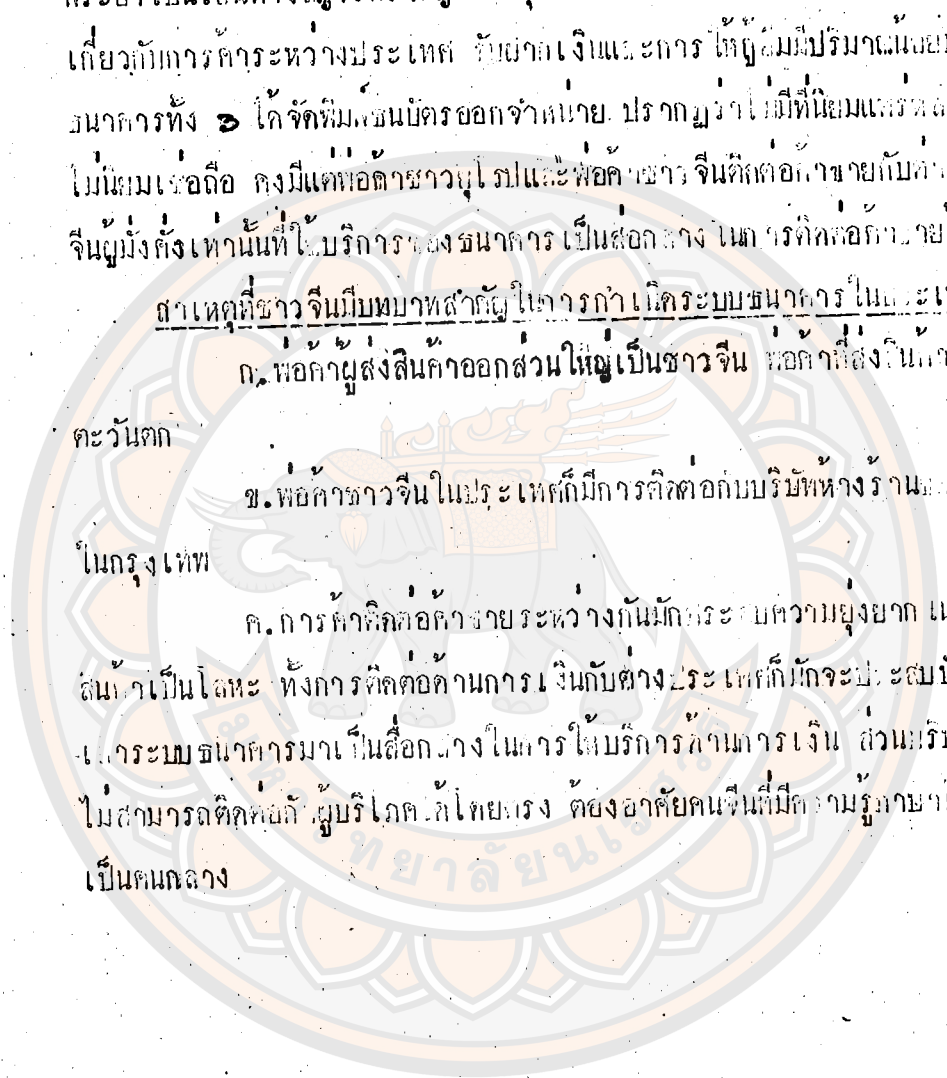 เกี่ยวกับการค้าระหว่างประเทศ รับฝากเงินและการให้กู้ยืมมีปริมาณน้อย
ธนาคารทั้ง 3 ได้จัดพิมพ์ธนบัตรออกจำหน่าย ปรากฏว่าไม่มีที่นิยมแพร่หล
ไม่นิยมเชื่อถือ คงมีแต่พ่อค้าชาวยุโรปและพ่อค้าชาวจีนติดต่อค้าขายกับ
จีนผู้มั่งคั่งเท่านั้นที่ใช้บริการของธนาคารเป็นสื่อกลางในการติดต่อค้าขาย
สาเหตุที่ชาวจีนมีบทบาทสำคัญในการกำเนิดระบบธนาคารใน
ก.พ่อค้าผู้ส่งสินค้าออกส่วนใหญ่เป็นชาวจีน พ่อค้าที่ส่งสินค้า
ตะวันตก
ข.พ่อค้าชาวจีนในประเทศก็มีการติดต่อกับบริษัทห้างร้าน
ในกรุงเทพ
ค.การค้าติดต่อค้าขายระหว่างกันมักประสบความยุ่งยาก
สินค้าเป็นโลหะ ทั้งการติดต่อด้านการเงินกับต่างประเทศก็มักจะประสบ
เอาระบบธนาคารมาเป็นสื่อกลางในการให้บริการด้านการเงิน ส่วน
ไม่สามารถติดต่อกับผู้บริโภคได้โดยตรง ต้องอาศัยคนจีนที่มีความรู้ภาษา
เป็นคนกลาง